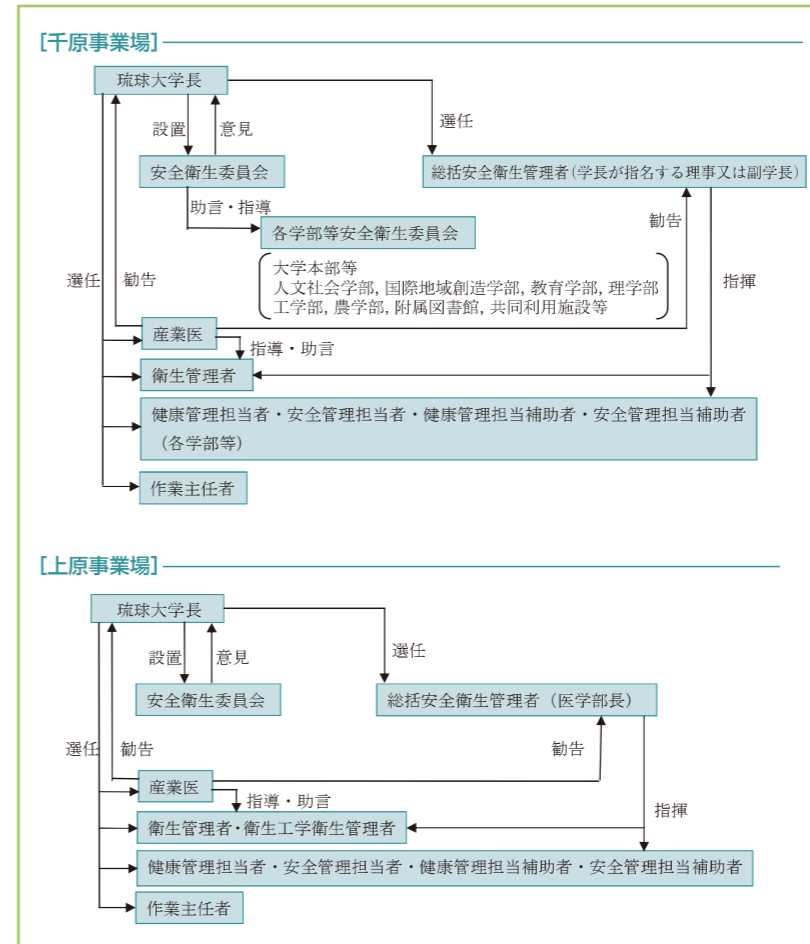 [千原事業場]
琉球大学長
設置
意見
選任
安全衛生委員会
総括安全衛生管理者(学長が指名する理事又は副学長)
助言・指導
各学部等安全衛生委員会
勧告
大学本部等
人文社会学部, 国際地域創造学部, 教育学部, 理学部
工学部, 農学部, 附属図書館, 共同利用施設等
選任
勧告
指揮
産業医
指導・助言
衛生管理者
健康管理担当者・安全管理担当者・健康管理担当補助者・安全管理担当補助者
(各学部等)
作業主任者
[上原事業場]
琉球大学長
設置
意見
選任
安全衛生委員会
総括安全衛生管理者（医学部長）
選任
勧告
勧告
産業医
指導・助言
指揮
衛生管理者・衛生工学衛生管理者
健康管理担当者・安全管理担当者・健康管理担当補助者・安全管理担当補助者
作業主任者